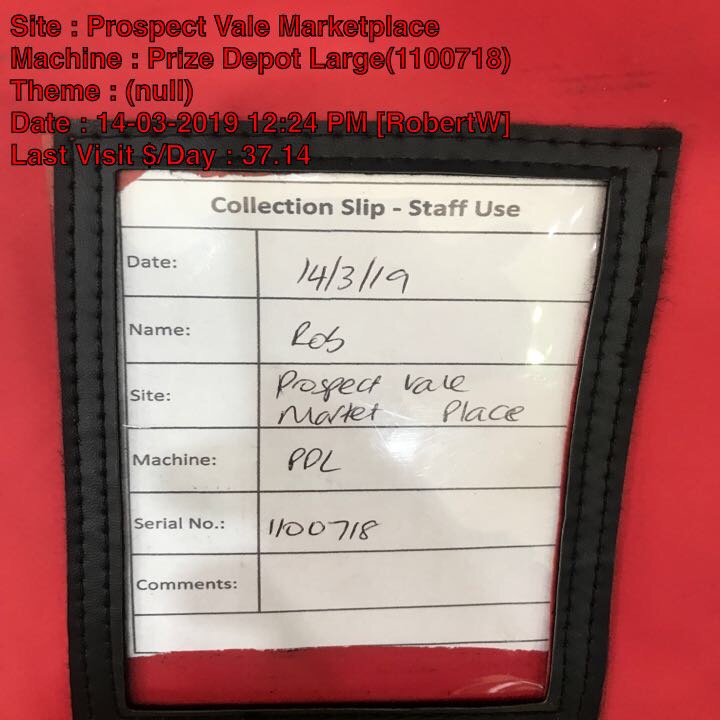 Site : Prospect Vale Marketplace
Machine : Prize Depot Large(1100718)
Theme : (null)
Date : 14-03-2019 12:24 PM [RobertW]
Last Visit $/Day : 37.14
Collection Slip - Staff Use
Date: 14/3/19
Name: Rob
Site: Prospect Vale
Market Place
Machine: PDL
Serial No.: 1100718
Comments: